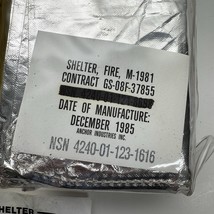 SHELTER, FIRE, M-1981
CONTRACT GS-08F-37855
DATE OF MANUFACTURE:
DECEMBER 1985
ANCHOR INDUSTRIES INC.
NSN 4240-01-123-1616
SHELTER